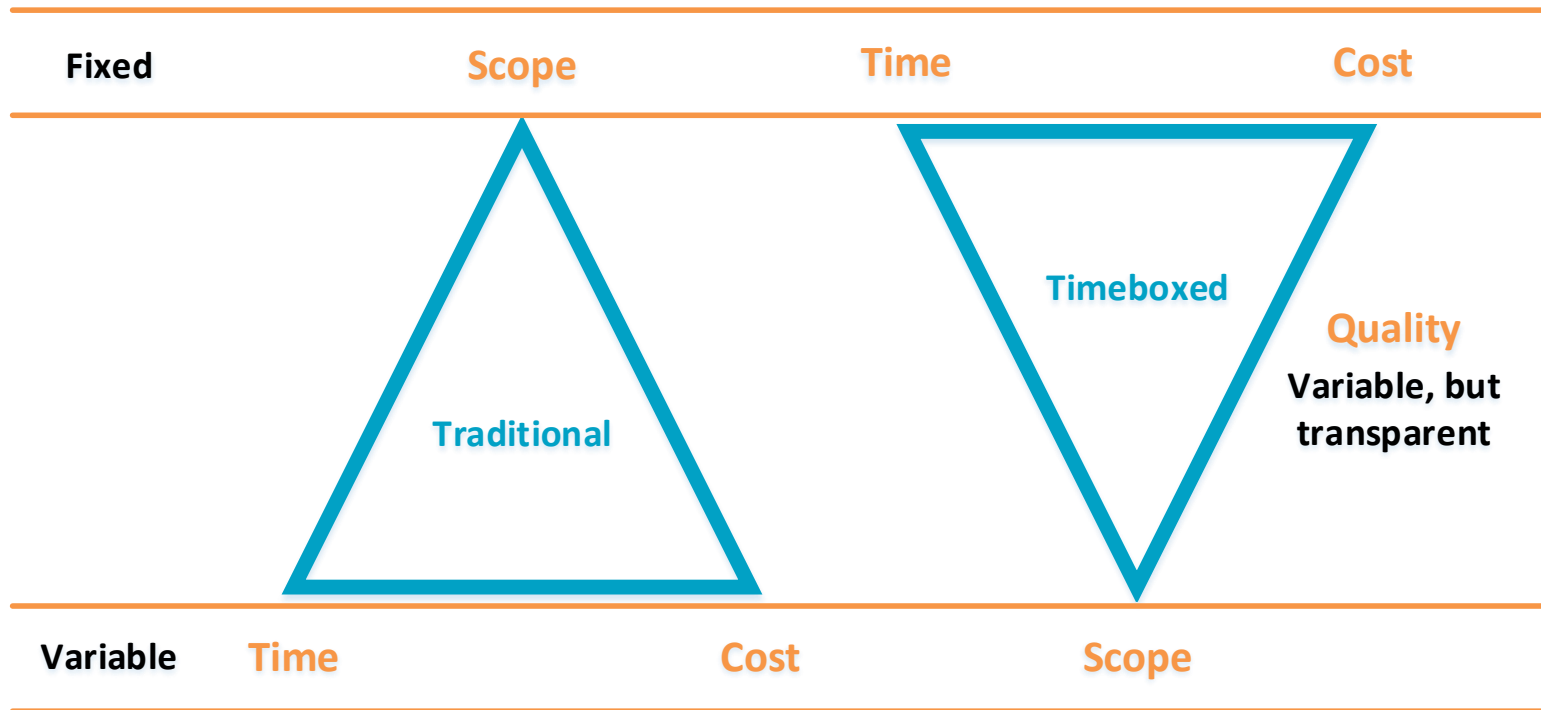 Fixed Scope Time Cost
Timeboxed
Quality
Variable, but
transparent
Traditional
Variable Time Cost Scope